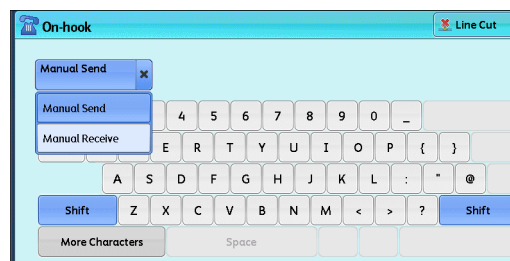 On-hook
Line Cut
Manual Send
Manual Send
Manual Receive
4 5 6 7 8 9 0 _
E R T Y U I O P { }
A S D F G H J K L : " @
Shift Z X C V B N M < > ? Shift
More Characters Space